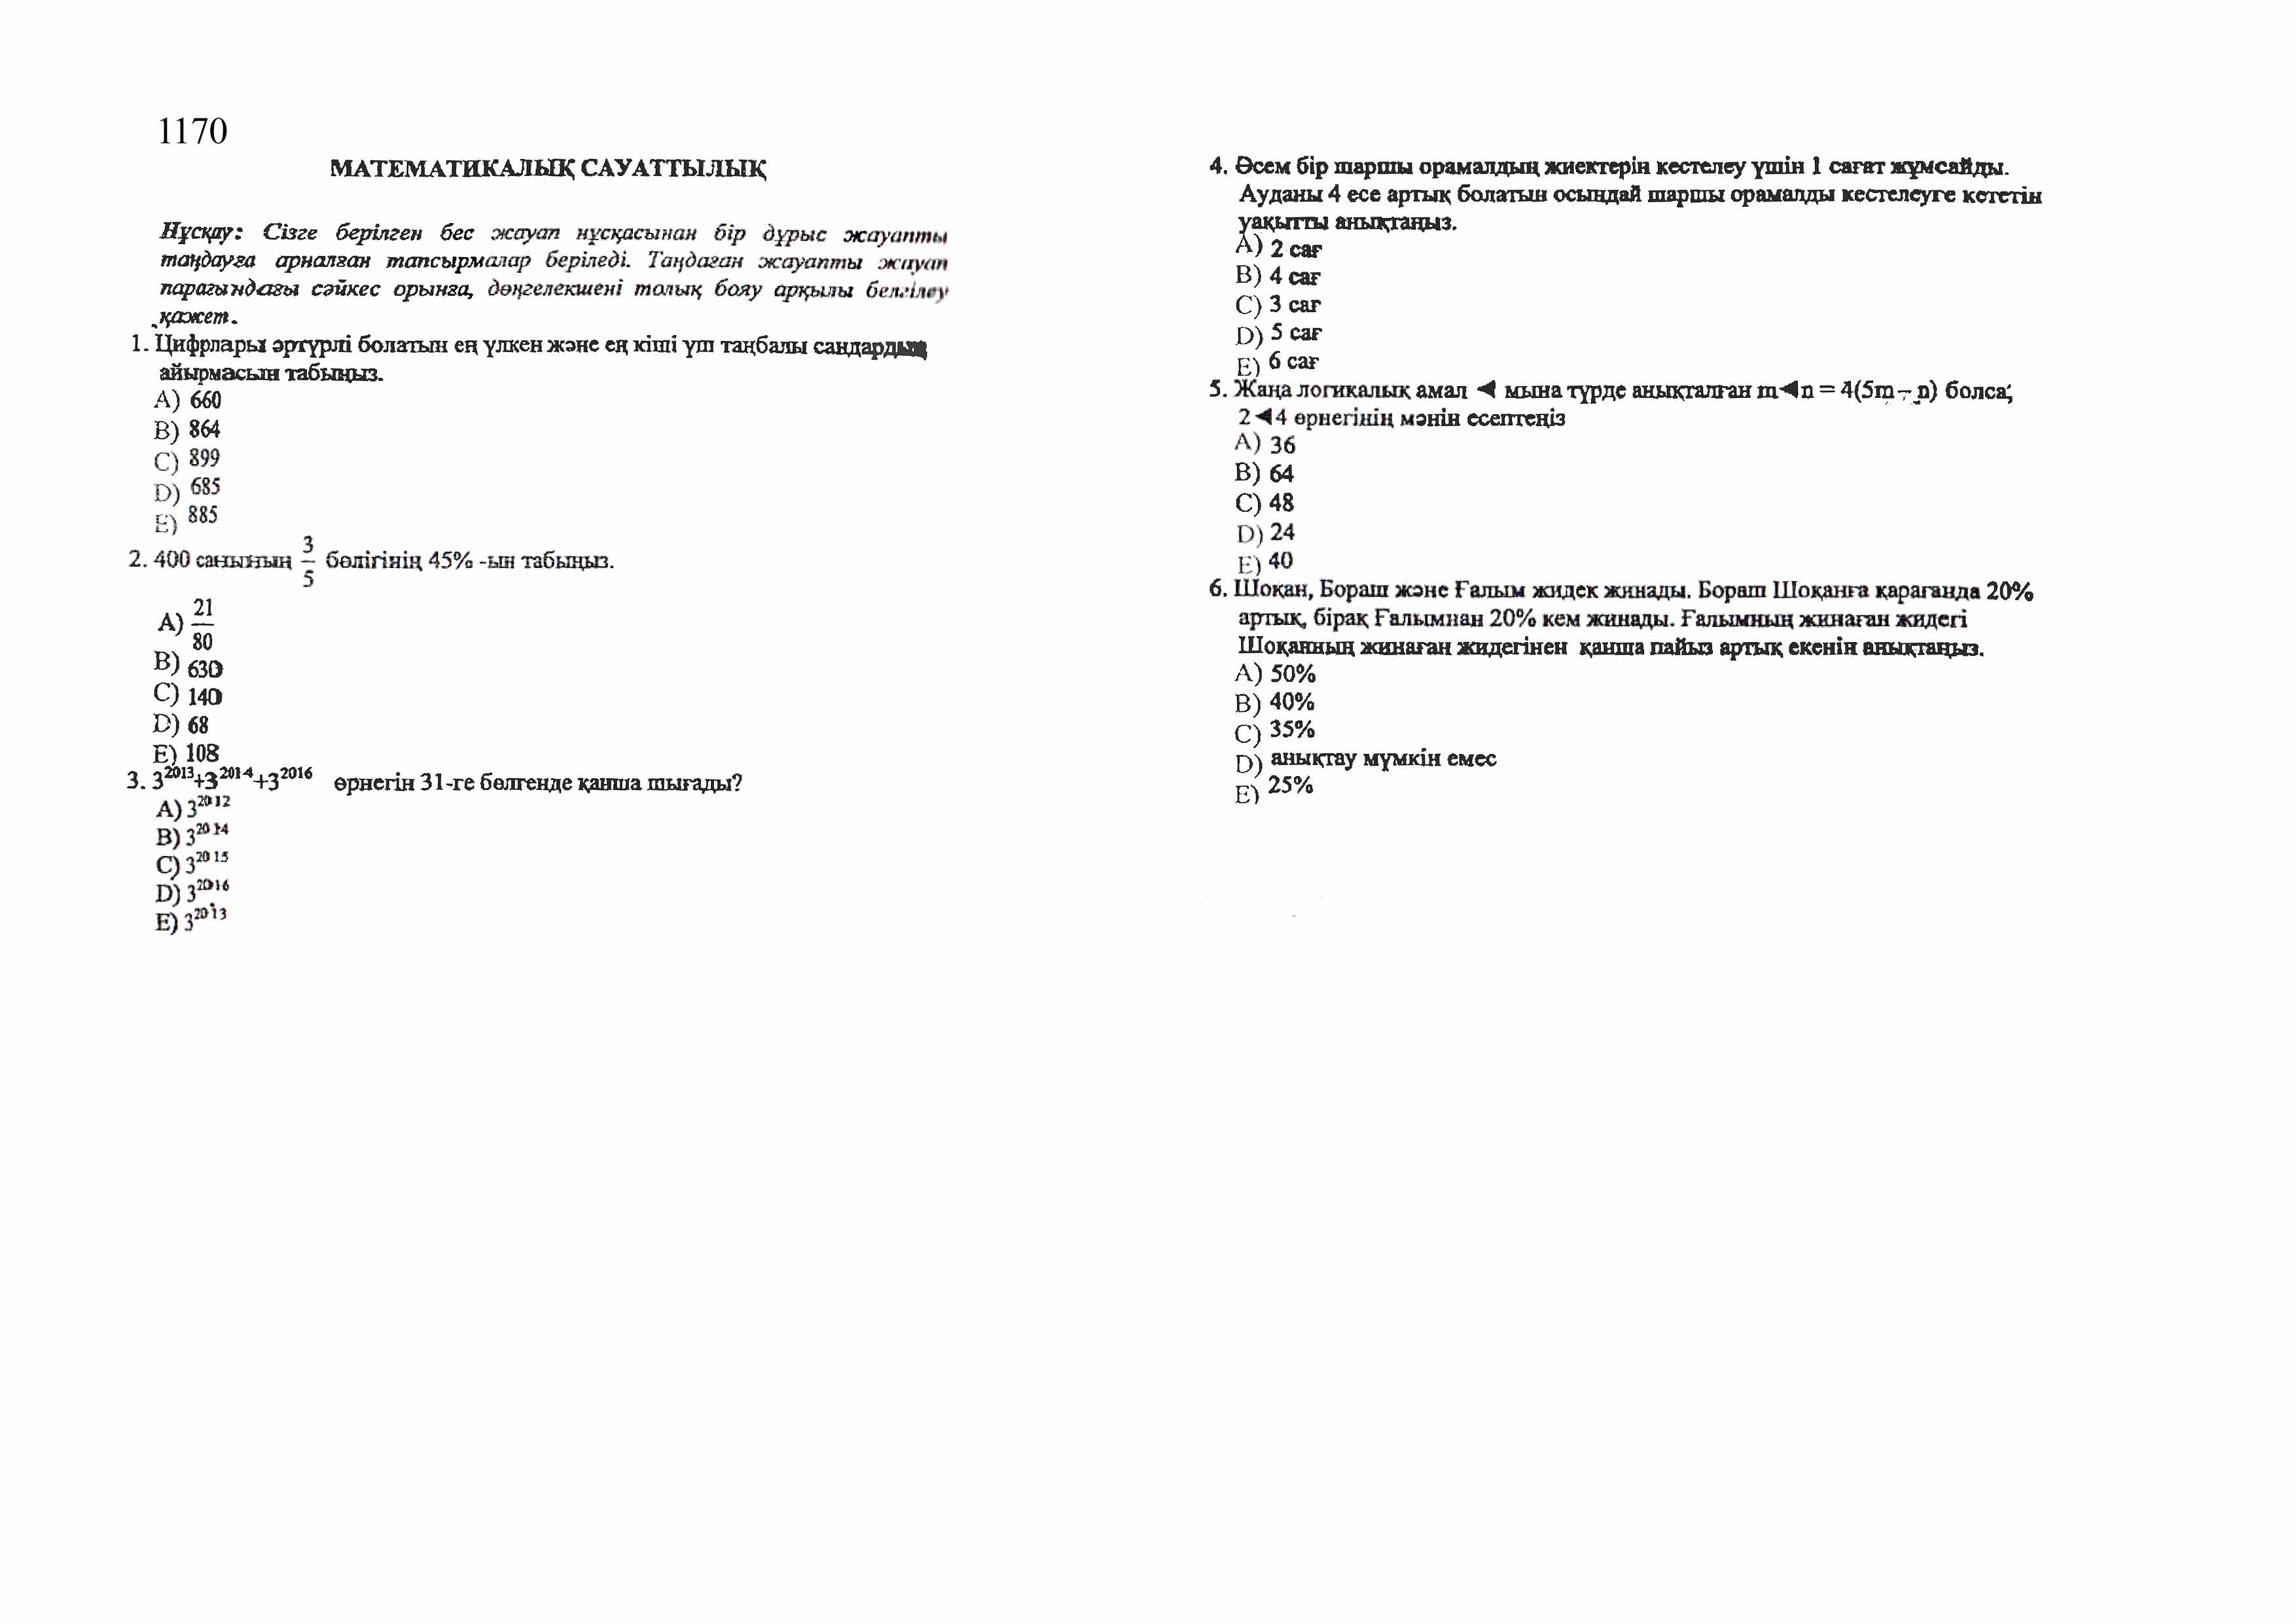 1170
МАТЕМАТИКАЛЫҚ САУАТТЫЛЫҚ
Нұсқау: Сізге берілген бес жауап нұсқасынан бір дұрыс жауапты
таңдауға арналған тапсырмалар беріледі. Таңдаған жауапты жауап
парағындағы сәйкес орынға, дөңгелекшені толық бояу арқылы белгілеу
қажет.
1. Цифрлары әртүрлі болатын ең үлкен және ең кіші үш таңбалы сандардың
айырмасын табыңыз.
A) 660
B) 864
C) 899
D) 685
E) 885
2. 400 санының 3/5 бөлігінің 45% -ын табыңыз.
A) 21/80
B) 630
C) 140
D) 68
E) 108
3. 3^2013+3^2014+3^2016 өрнегін 31-ге бөлгенде қанша шығады?
A) 3^2012
B) 3^2014
C) 3^2015
D) 3^2016
E) 3^2013
4. Әсем бір шаршы орамалдың жиектерін кестелеу үшін 1 сағат жұмсайды.
Ауданы 4 есе артық болатын осындай шаршы орамалды кестелеуге кететін
уақытты анықтаңыз.
A) 2 сағ
B) 4 сағ
C) 3 сағ
D) 5 сағ
E) 6 сағ
5. Жаңа логикалық амал ◄ мына түрде анықталған m◄n = 4(5m – n) болса;
2◄4 өрнегінің мәнін есептеңіз
A) 36
B) 64
C) 48
D) 24
E) 40
6. Шоқан, Бораш және Ғалым жидек жинады. Бораш Шоқанға қарағанда 20%
артық, бірақ Ғалымнан 20% кем жинады. Ғалымның жинаған жидегі
Шоқанның жинаған жидегінен қанша пайыз артық екенін анықтаңыз.
A) 50%
B) 40%
C) 35%
D) анықтау мүмкін емес
E) 25%